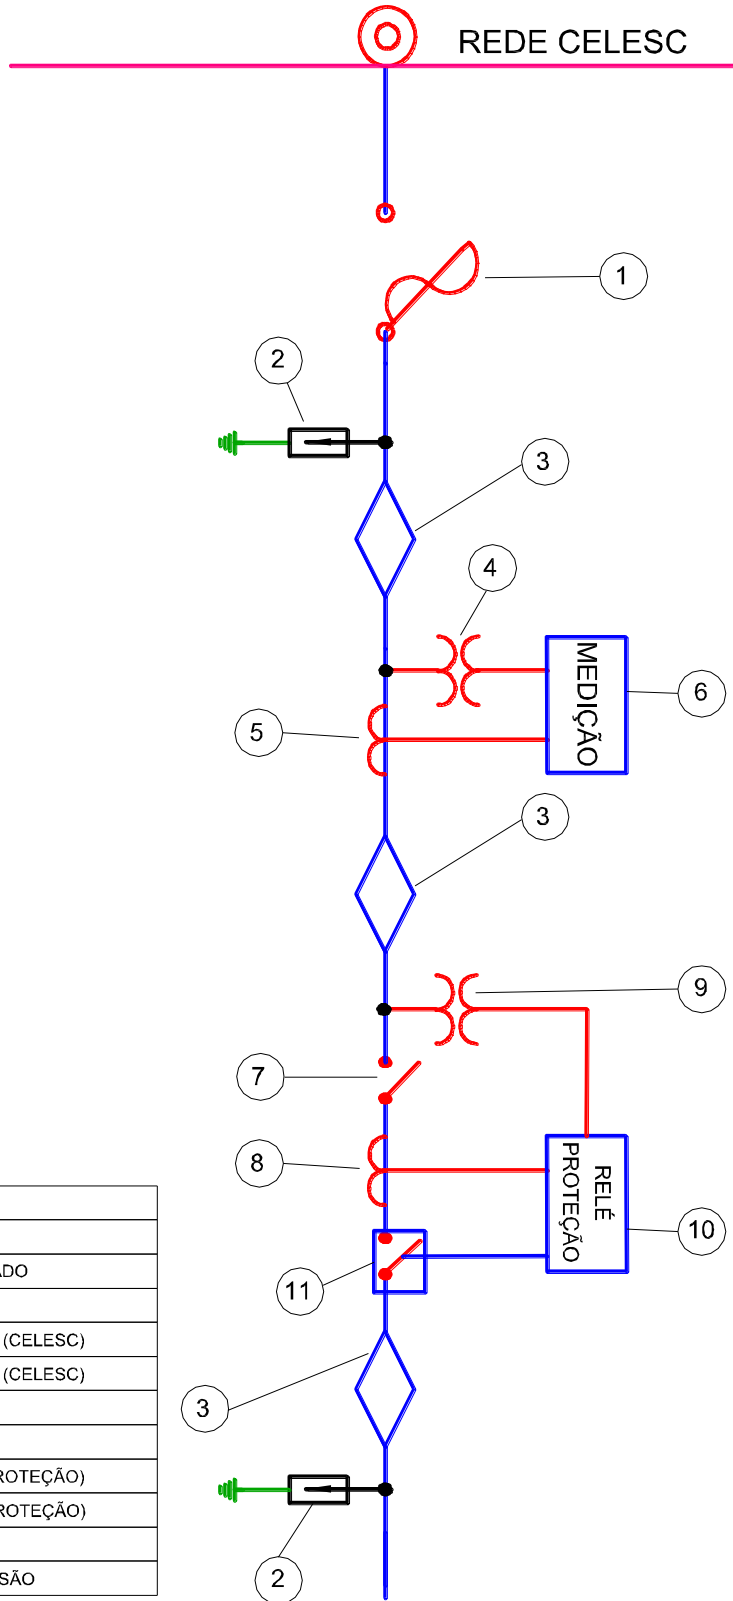 REDE CELESC
1
2
3
4
MEDIÇÃO
6
5
3
9
7
8
RELÉ
PROTEÇÃO
10
11
ADO
(CELESC)
(CELESC)
3
ROTEÇÃO)
ROTEÇÃO)
SÃO
2